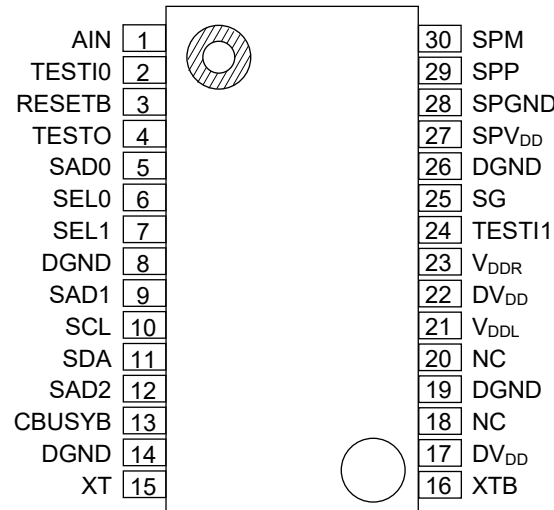 AIN 1 30 SPM
TESTI0 2 29 SPP
RESETB 3 28 SPGND
TESTO 4 27 SPVDD
SAD0 5 26 DGND
SEL0 6 25 SG
SEL1 7 24 TESTI1
DGND 8 23 VDDR
SAD1 9 22 DVDD
SCL 10 21 VDDL
SDA 11 20 NC
SAD2 12 19 DGND
CBUSYB 13 18 NC
DGND 14 17 DVDD
XT 15 16 XTB